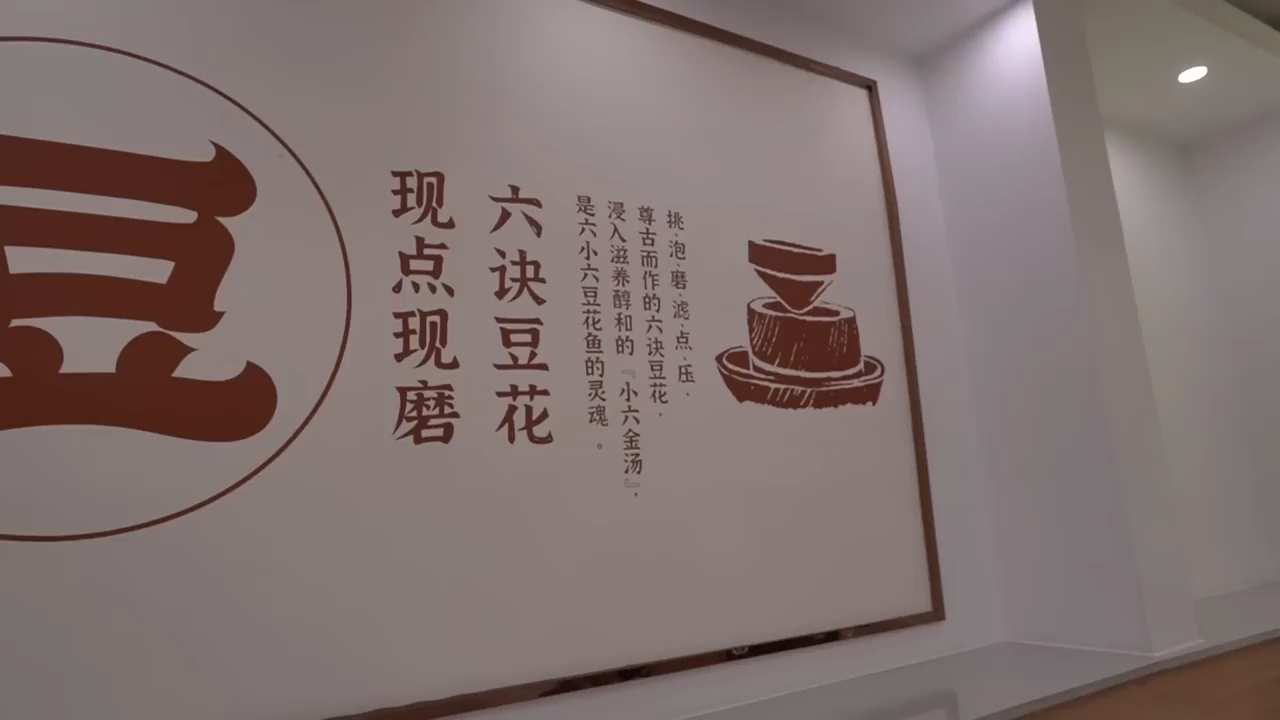 挑·泡·磨·滤·点·压，
尊古而作的六诀豆花，
浸入滋养醇和的『小六金汤』，
是六小六豆花鱼的灵魂。
六诀豆花
现点现磨
豆